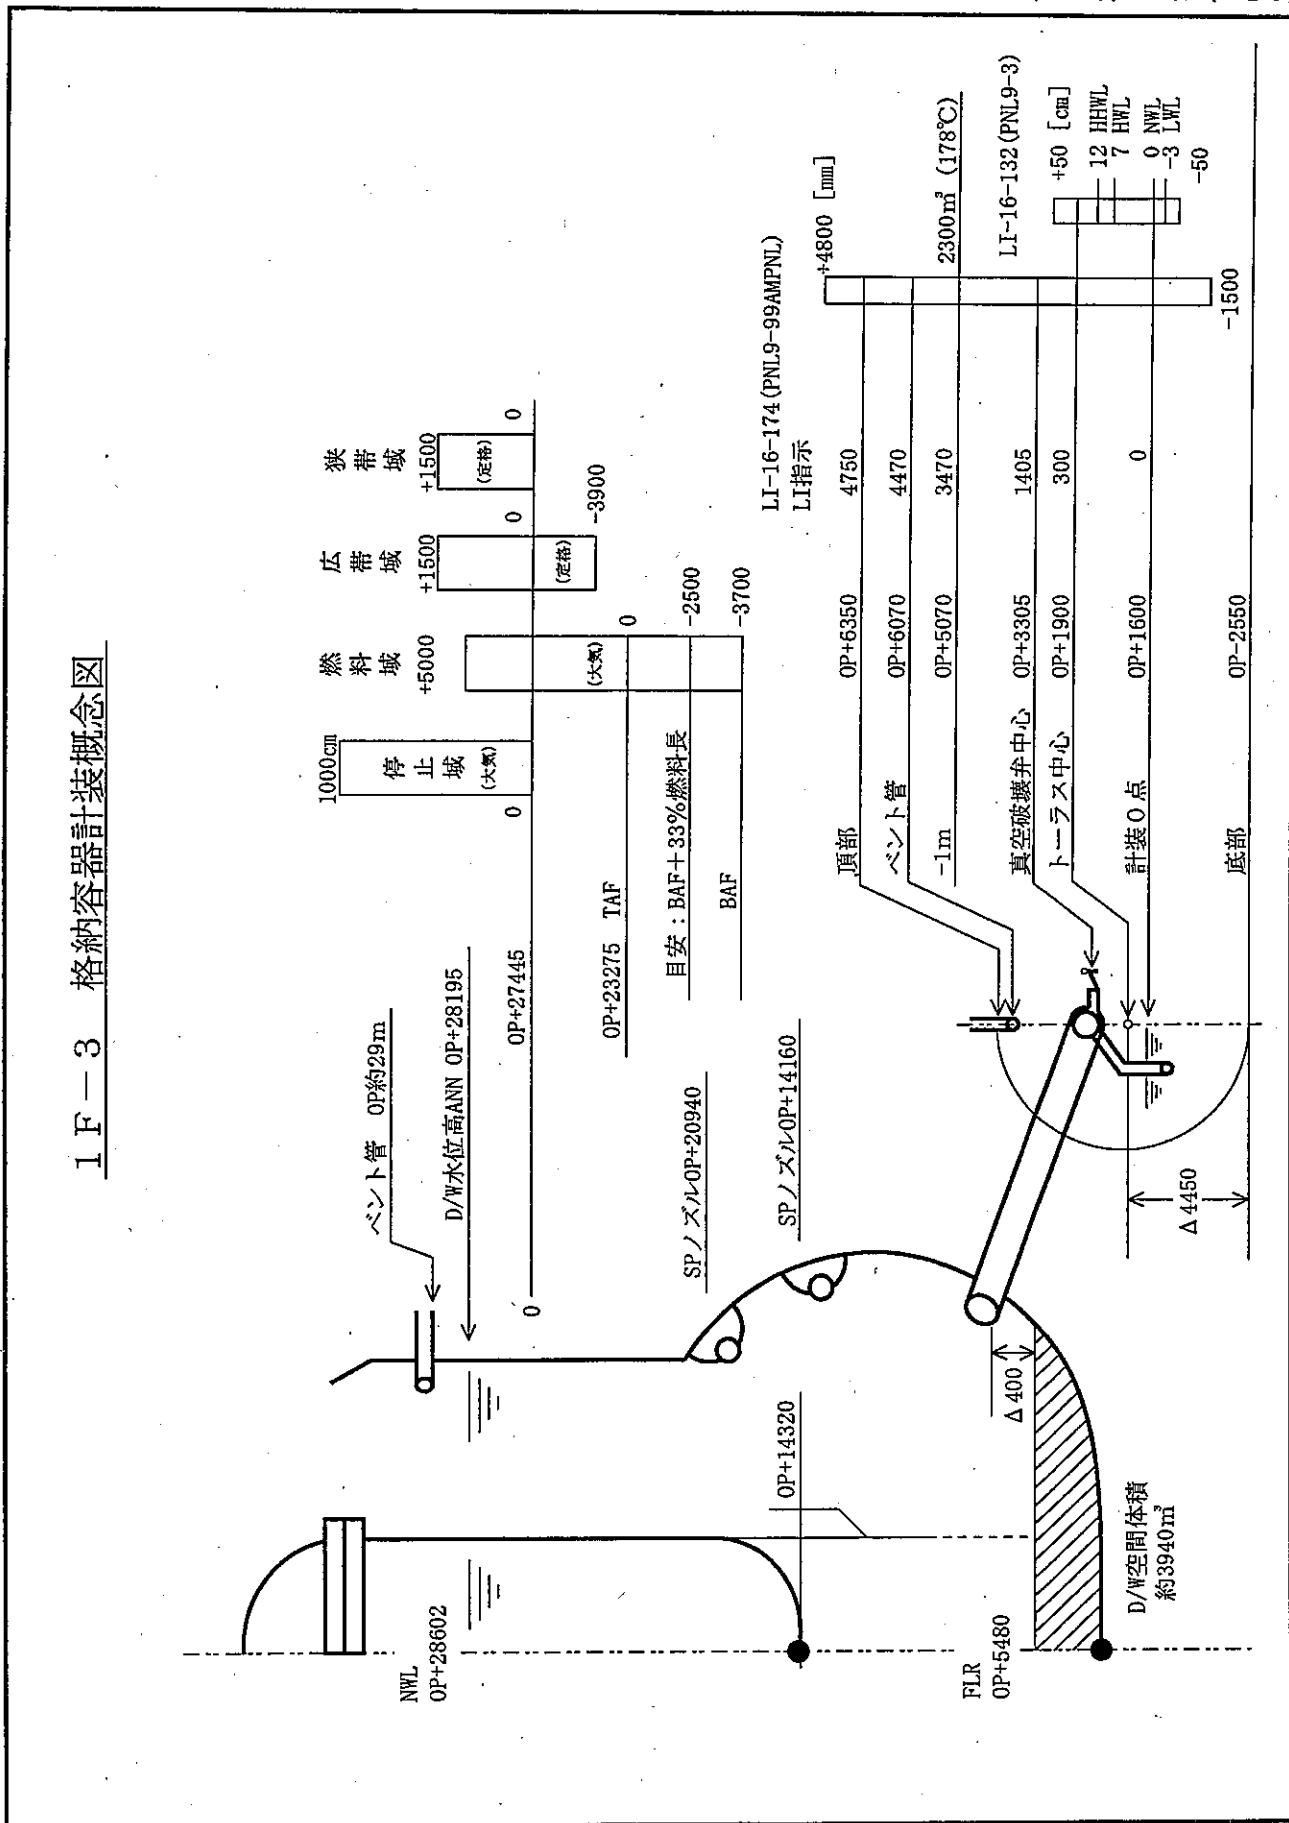 1F－3　格納容器計装概念図
ベント管　OP約29m
D/W水位高ANN OP+28195
OP+27445
0
NWL
OP+28602
1000cm
停止域
(大気)
0
燃料域
+5000
(大気)
0
-2500
-3700
広帯域
+1500
0
(定格)
-3900
狭帯域
+1500
(定格)
0
OP+23275　TAF
目安：BAF＋33%燃料長
BAF
SPノズルOP+20940
SPノズルOP+14160
OP+14320
FLR
OP+5480
Δ400
D/W空間体積
約3940㎥
Δ4450
LI-16-174(PNL9-99AMPNL)
LI指示
+4800 [mm]
頂部　OP+6350　4750
ベント管　OP+6070　4470
-1m　OP+5070　3470　2300㎥ (178℃)
真空破壊弁中心　OP+3305　1405
トーラス中心　OP+1900　300
計装０点　OP+1600　0
底部　OP-2550
-1500
LI-16-132(PNL9-3)
+50 [cm]
12 HHWL
7 HWL
0 NWL
-3 LWL
-50